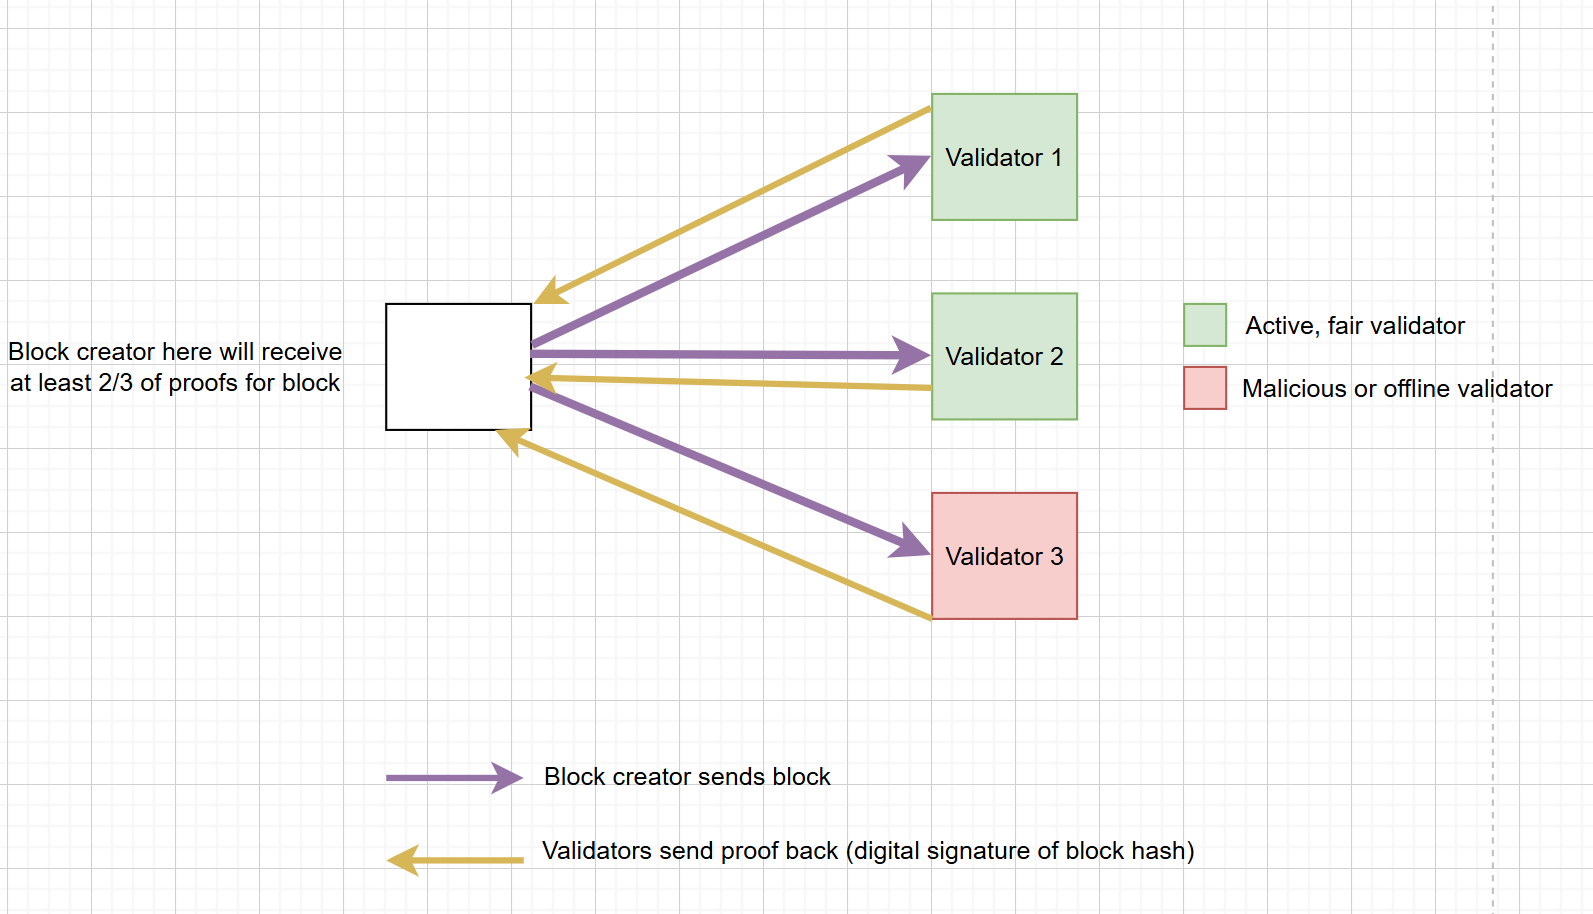 Validator 1
Validator 2
Validator 3
Block creator here will receive
at least 2/3 of proofs for block
Active, fair validator
Malicious or offline validator
Block creator sends block
Validators send proof back (digital signature of block hash)